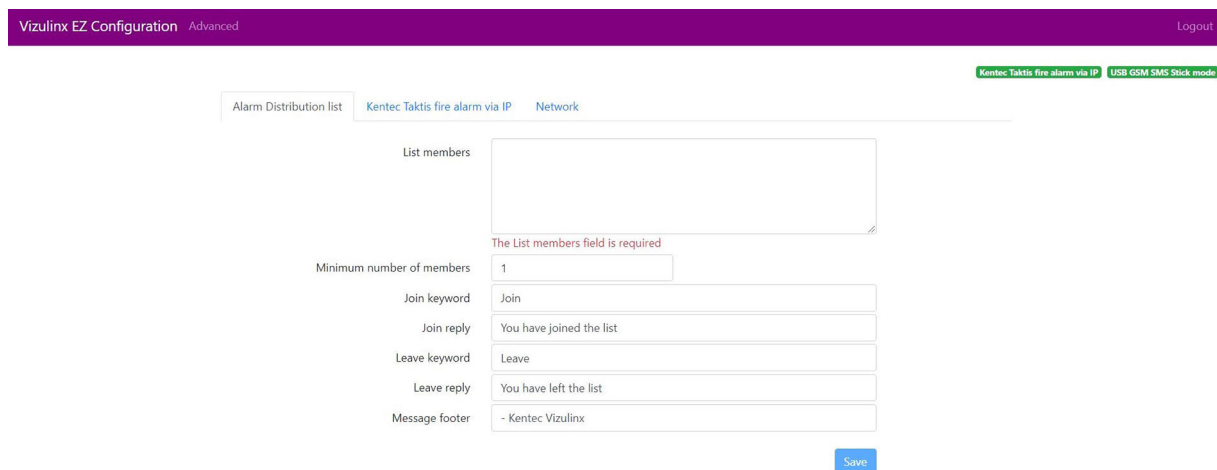 Vizulinx EZ Configuration Advanced Logout
Kentec Taktis fire alarm via IP USB GSM SMS Stick mode
Alarm Distribution list Kentec Taktis fire alarm via IP Network
List members
The List members field is required
Minimum number of members 1
Join keyword Join
Join reply You have joined the list
Leave keyword Leave
Leave reply You have left the list
Message footer - Kentec Vizulinx
Save